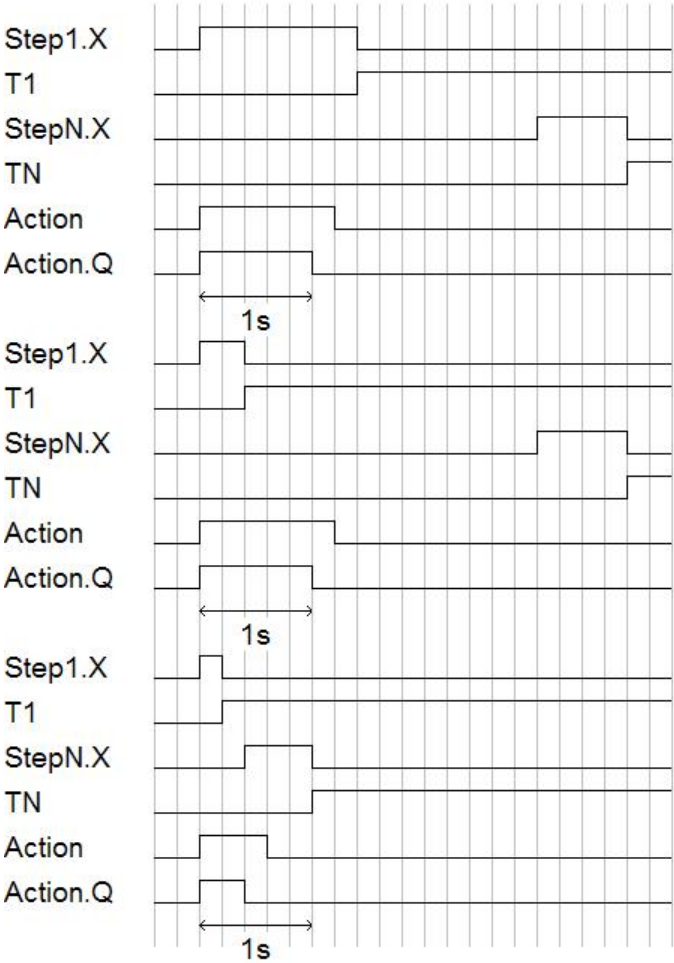 Step1.X
T1
StepN.X
TN
Action
Action.Q
1s
Step1.X
T1
StepN.X
TN
Action
Action.Q
1s
Step1.X
T1
StepN.X
TN
Action
Action.Q
1s